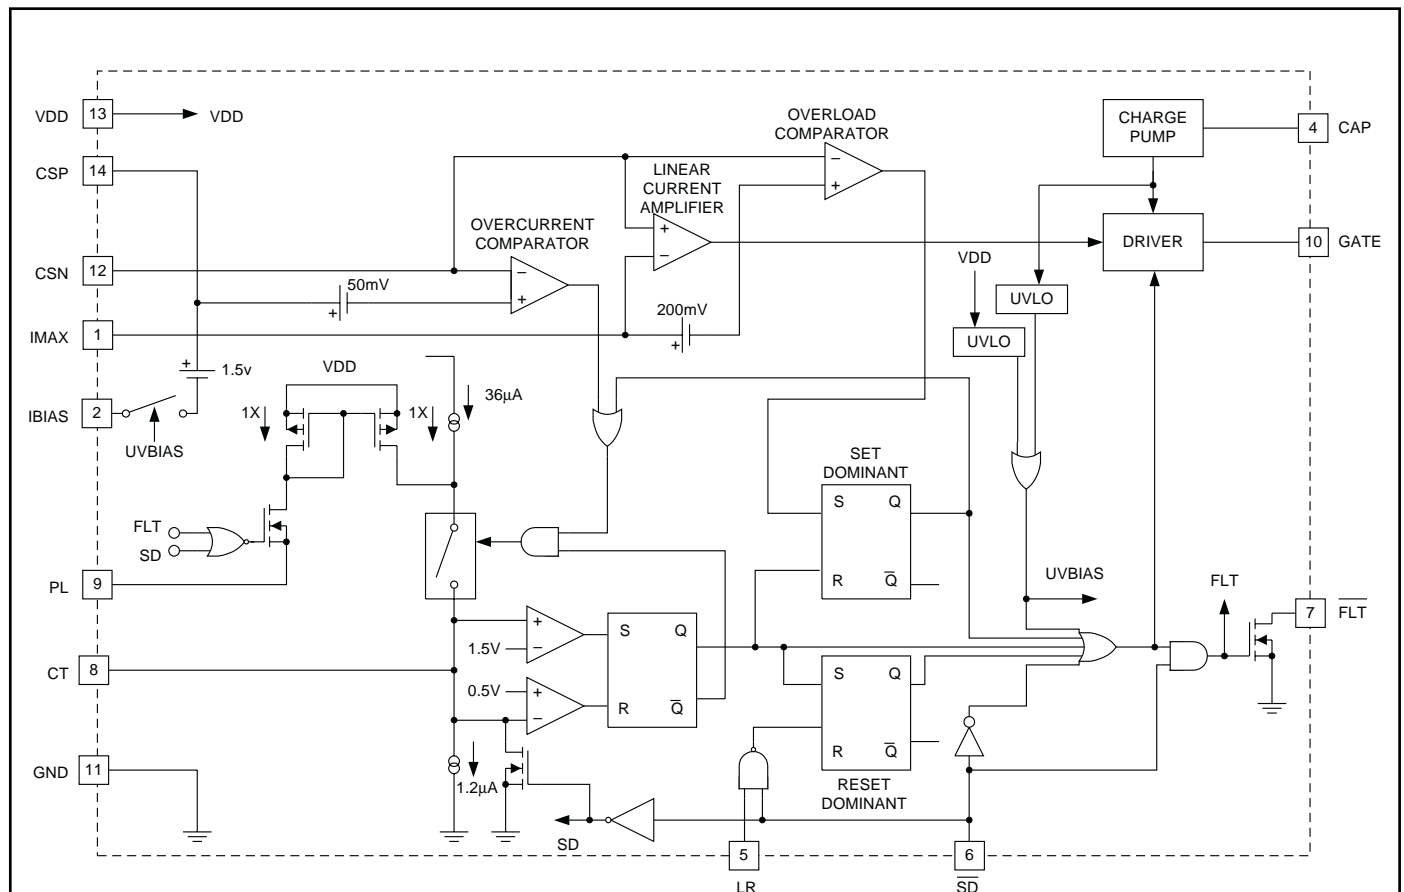 VDD 13 VDD
CSP 14
CSN 12
IMAX 1
IBIAS 2
PL 9
CT 8
GND 11
OVERLOAD
COMPARATOR
CHARGE
PUMP
4 CAP
LINEAR
CURRENT
AMPLIFIER
OVERCURRENT
COMPARATOR
DRIVER
10 GATE
VDD
UVLO
UVLO
50mV
+
200mV
+
− +
+ −
− +
+
1.5v
UVBIAS
VDD
1X
1X
36µA
FLT
SD
SET
DOMINANT
S Q
R Q̅
UVBIAS
FLT
7 F̅L̅T̅
+
−
1.5V
0.5V
+
−
S Q
R Q̅
S Q
R Q̅
RESET
DOMINANT
1.2µA
SD
5
LR
6
S̅D̅